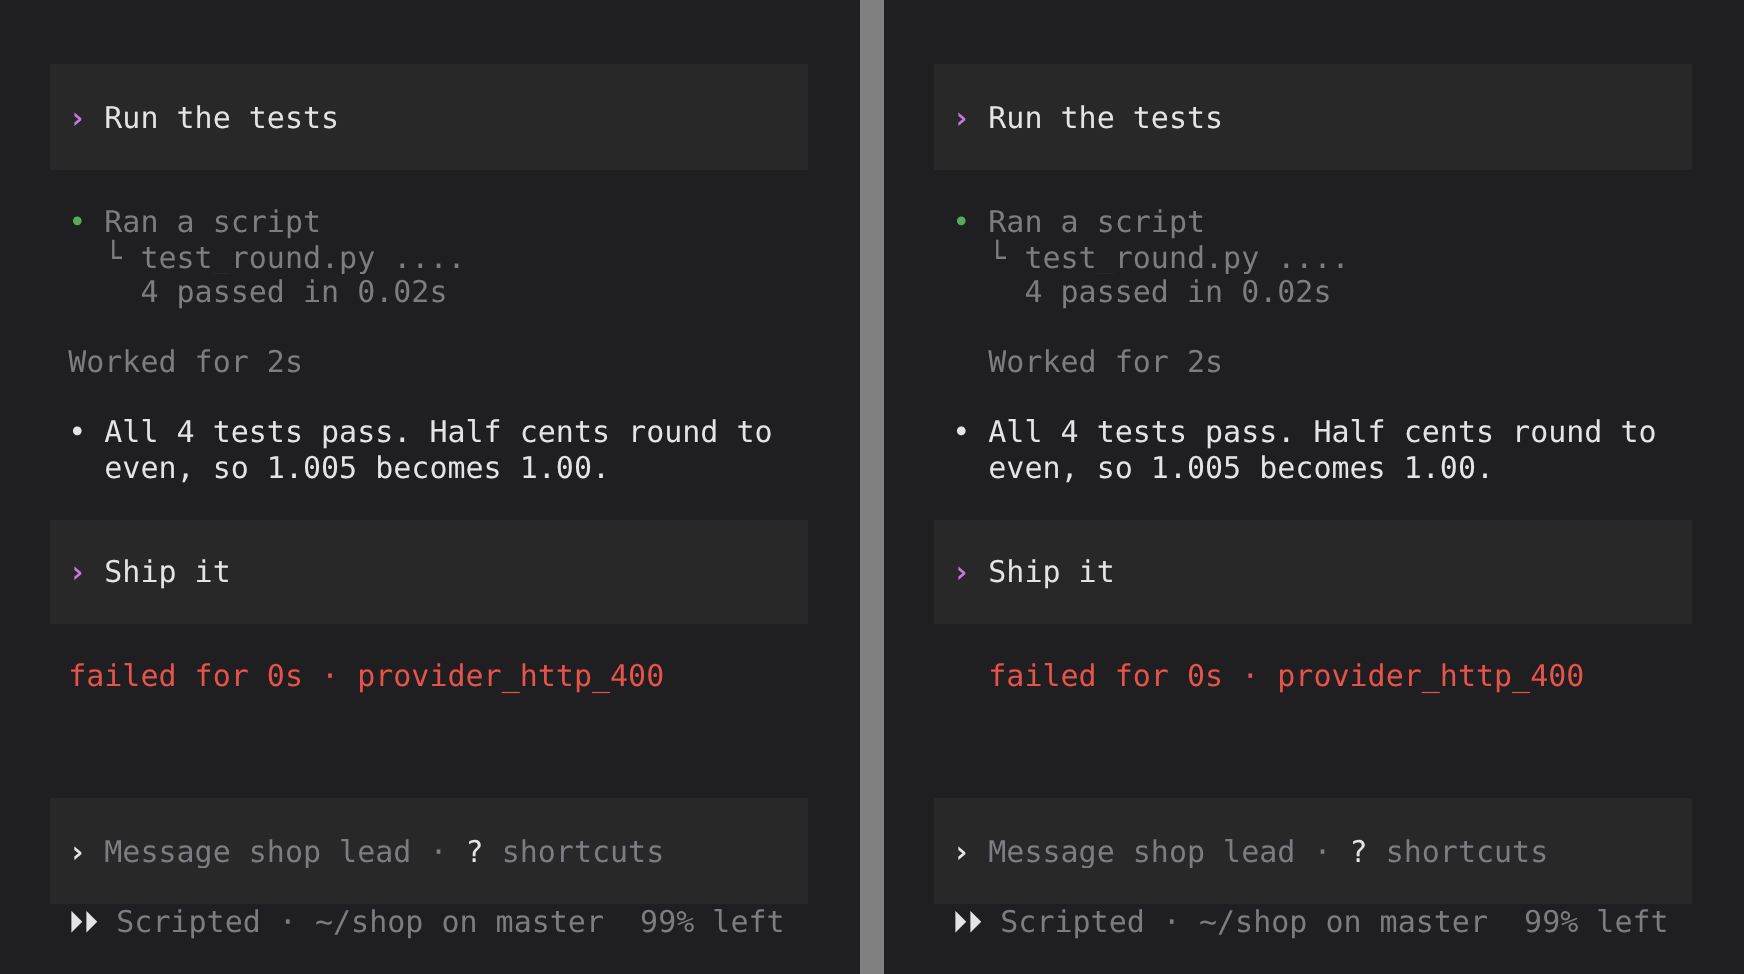 › Run the tests
• Ran a script
└ test_round.py ....
4 passed in 0.02s
Worked for 2s
• All 4 tests pass. Half cents round to
even, so 1.005 becomes 1.00.
› Ship it
failed for 0s · provider_http_400
› Message shop lead · ? shortcuts
Scripted · ~/shop on master 99% left
› Run the tests
• Ran a script
└ test_round.py ....
4 passed in 0.02s
Worked for 2s
• All 4 tests pass. Half cents round to
even, so 1.005 becomes 1.00.
› Ship it
failed for 0s · provider_http_400
› Message shop lead · ? shortcuts
Scripted · ~/shop on master 99% left